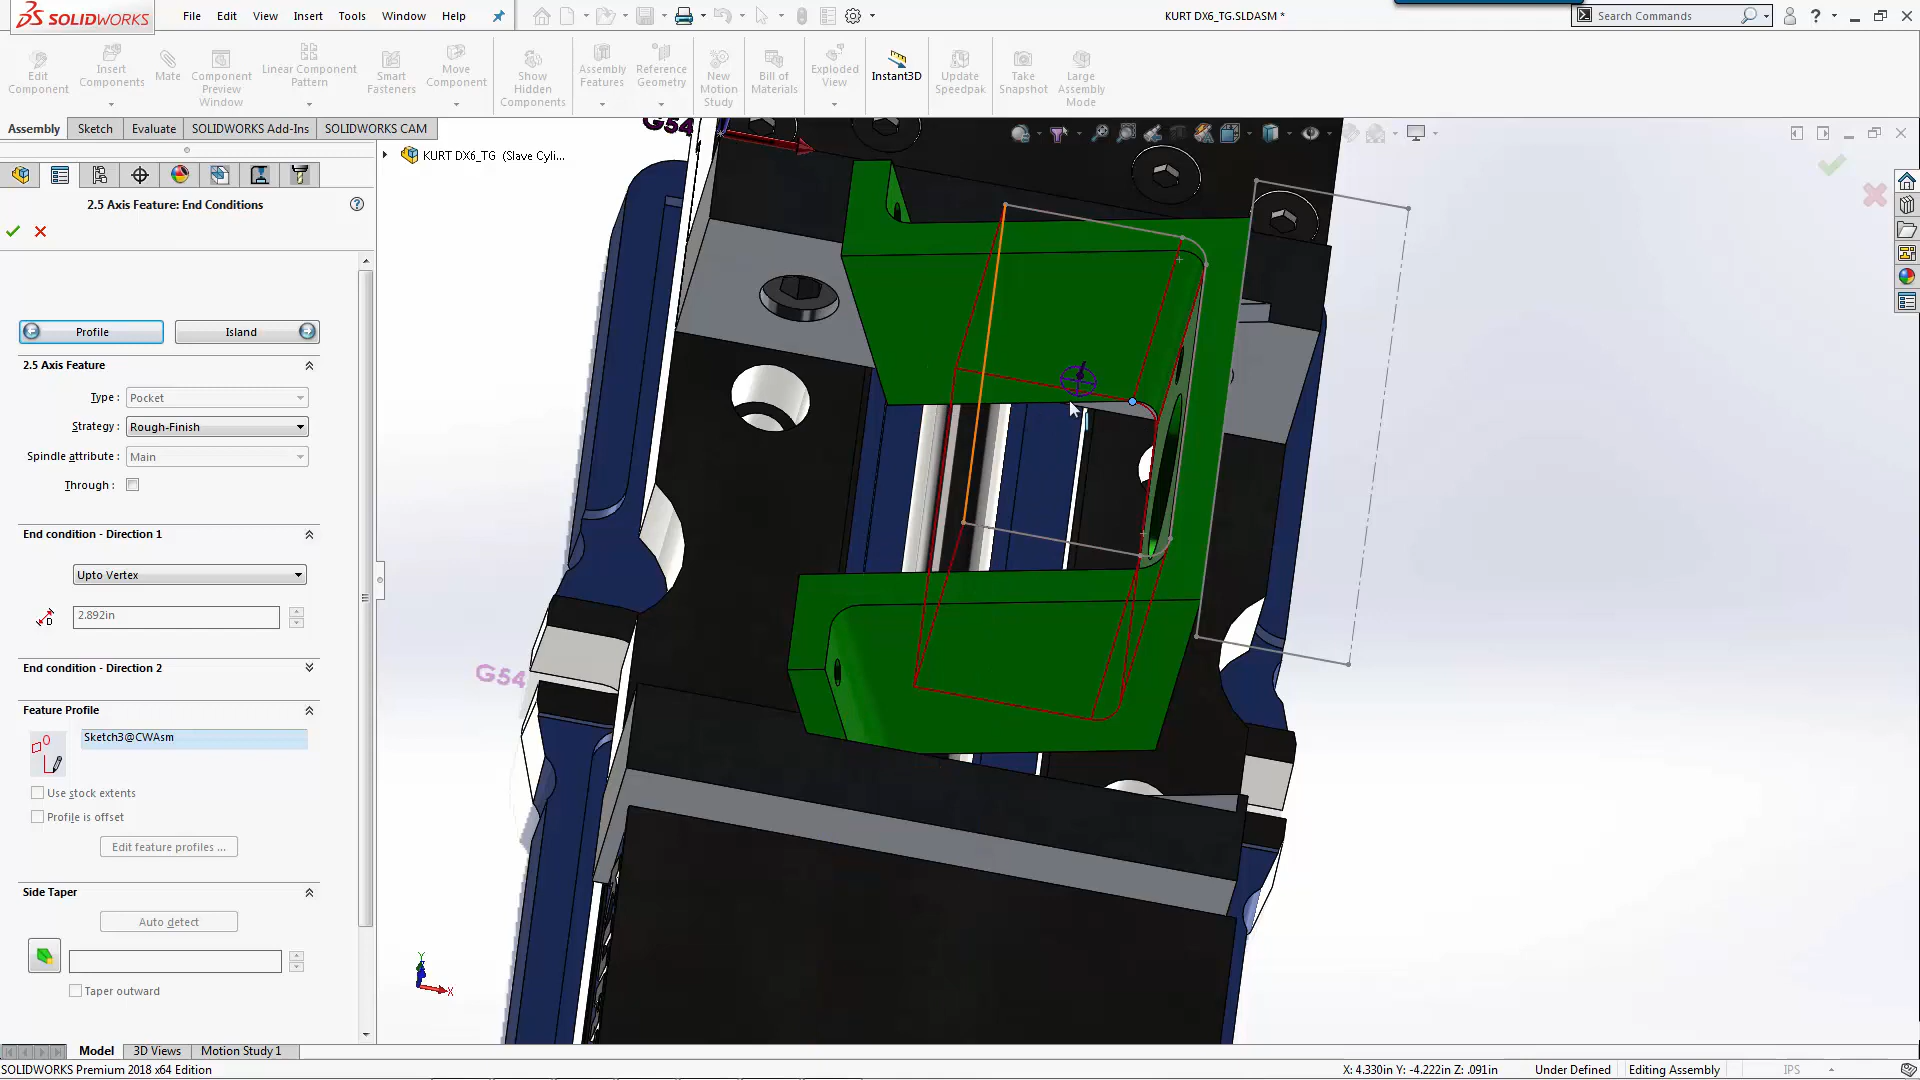 SOLIDWORKS
File Edit View Insert Tools Window Help
KURT DX6_TG.SLDASM *
Search Commands
Edit Component
Insert Components
Mate
Component Preview Window
Linear Component Pattern
Smart Fasteners
Move Component
Show Hidden Components
Assembly Features
Reference Geometry
New Motion Study
Bill of Materials
Exploded View
Instant3D
Update Speedpak
Take Snapshot
Large Assembly Mode
Assembly Sketch Evaluate SOLIDWORKS Add-Ins SOLIDWORKS CAM
G54
KURT DX6_TG (Slave Cyli...
2.5 Axis Feature: End Conditions
Profile Island
2.5 Axis Feature
Type : Pocket
Strategy : Rough-Finish
Spindle attribute : Main
Through :
End condition - Direction 1
Upto Vertex
2.892in
End condition - Direction 2
G54
Feature Profile
Sketch3@CWAsm
Use stock extents
Profile is offset
Edit feature profiles ...
Side Taper
Auto detect
Taper outward
Y
X
Model 3D Views Motion Study 1
SOLIDWORKS Premium 2018 x64 Edition
X: 4.330in Y: -4.222in Z: .091in Under Defined Editing Assembly IPS